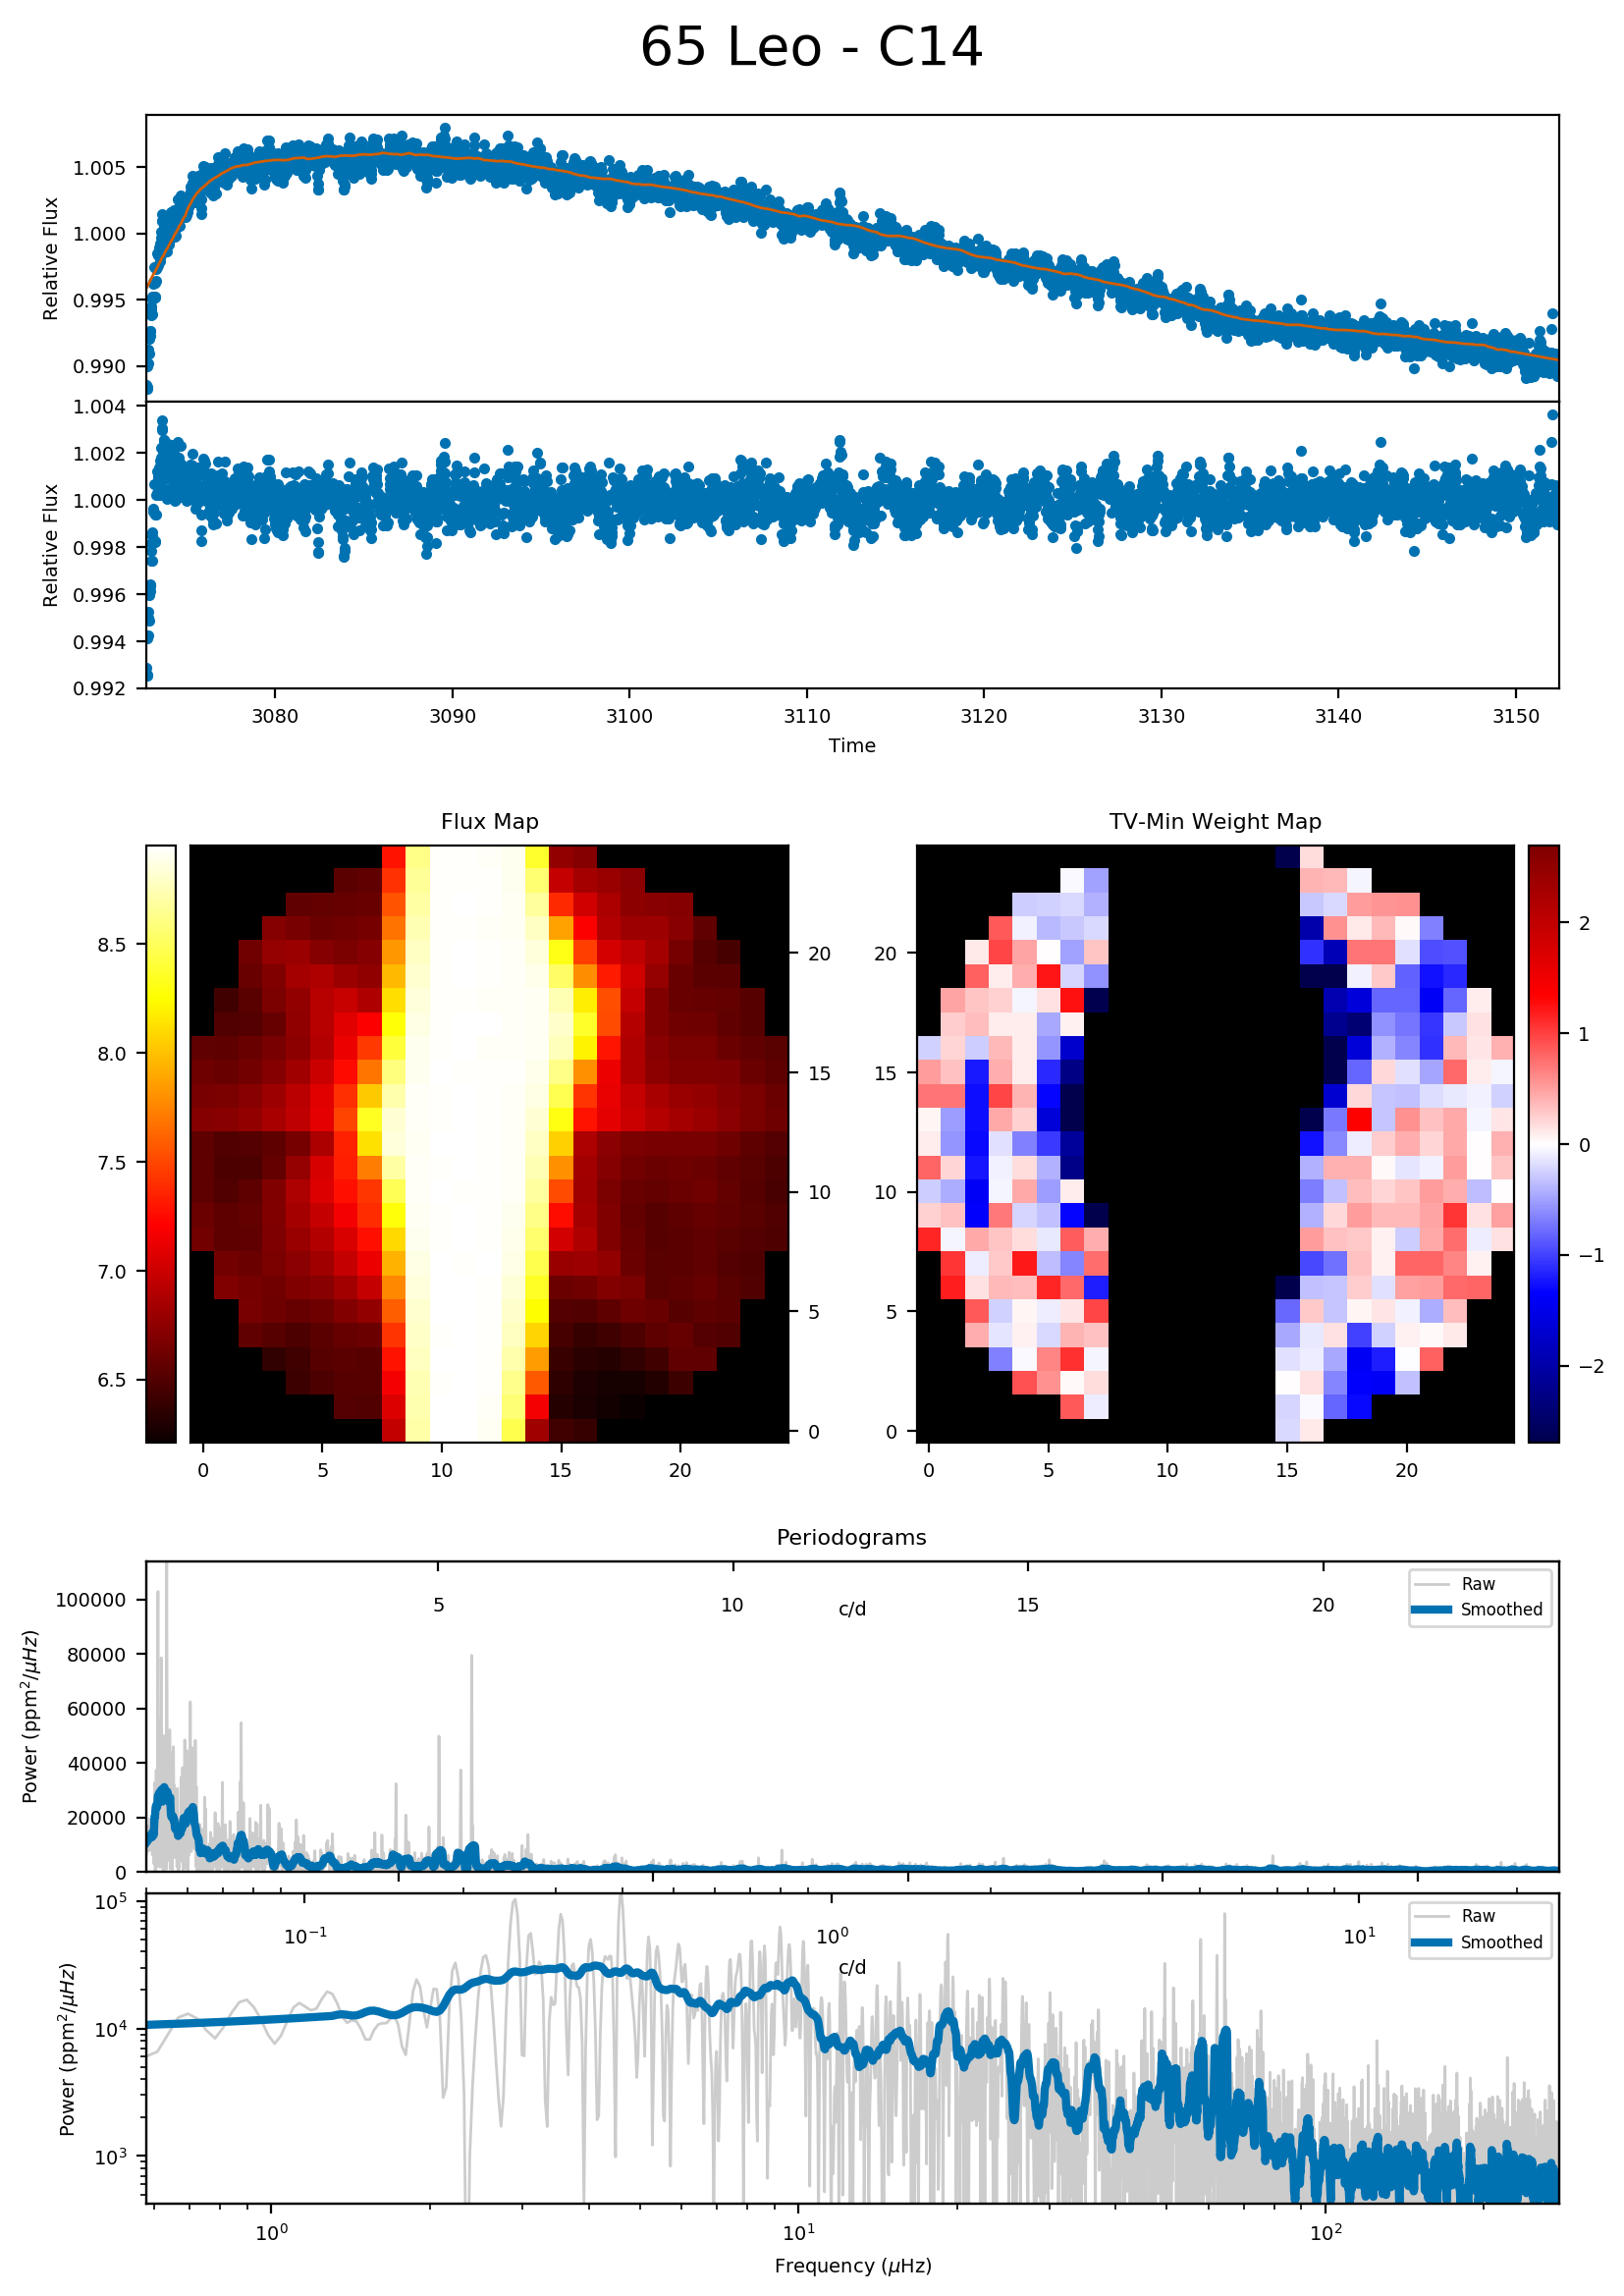 65 Leo - C14
1.005
1.000
0.995
0.990
Relative Flux
1.004
1.002
1.000
0.998
0.996
0.994
0.992
Relative Flux
3080 3090 3100 3110 3120 3130 3140 3150
Time
Flux Map
8.5
8.0
7.5
7.0
6.5
20
15
10
5
0
0 5 10 15 20
TV-Min Weight Map
20
15
10
5
0
0 5 10 15 20
2
1
0
−1
−2
Periodograms
100000
80000
60000
40000
20000
0
Power (ppm²/μHz)
5 10 15 20
c/d
Raw
Smoothed
10⁵
10⁴
10³
Power (ppm²/μHz)
10⁻¹ 10⁰ 10¹
c/d
Raw
Smoothed
10⁰ 10¹ 10²
Frequency (μHz)